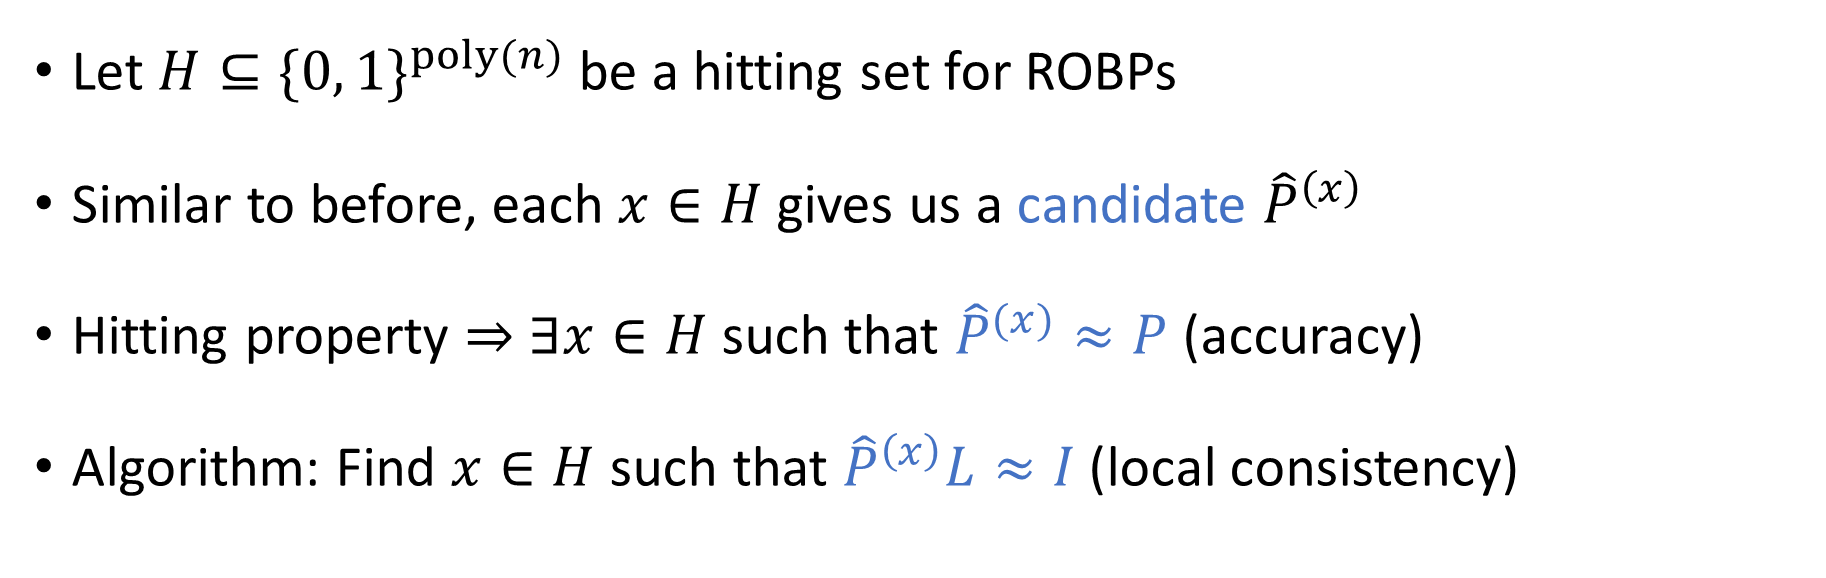 • Let 𝐻 ⊆ {0, 1}^poly(𝑛) be a hitting set for ROBPs
• Similar to before, each 𝑥 ∈ 𝐻 gives us a candidate 𝑃̂^(𝑥)
• Hitting property ⇒ ∃𝑥 ∈ 𝐻 such that 𝑃̂^(𝑥) ≈ 𝑃 (accuracy)
• Algorithm: Find 𝑥 ∈ 𝐻 such that 𝑃̂^(𝑥)𝐿 ≈ 𝐼 (local consistency)